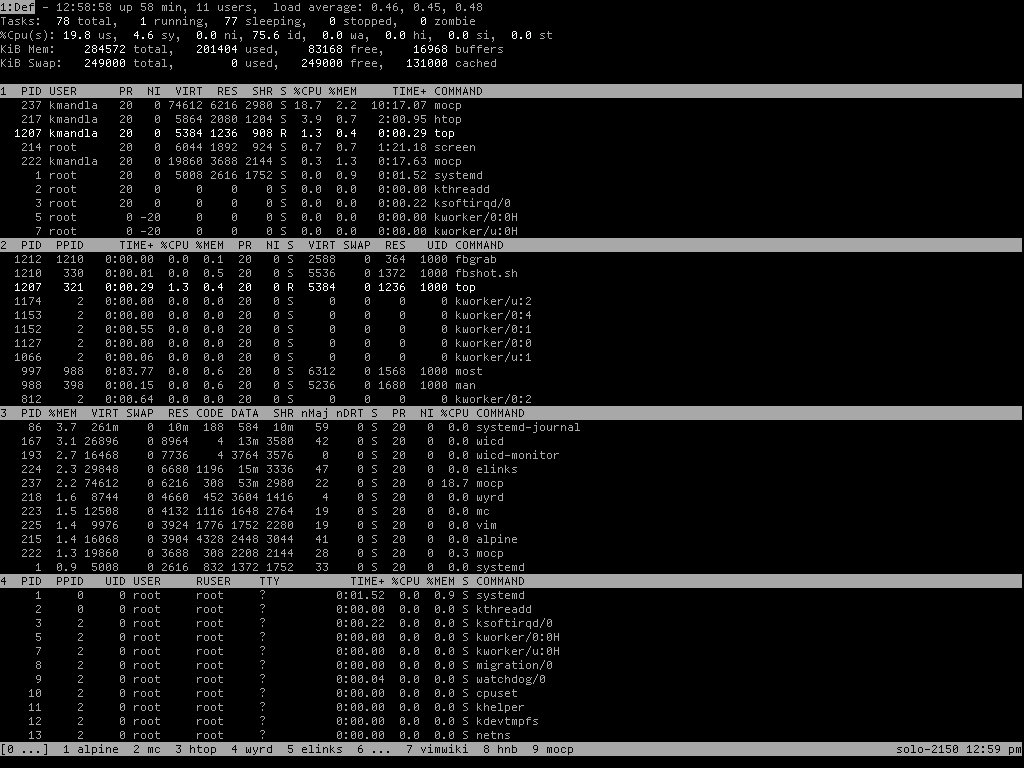 1:Def - 12:58:58 up 58 min, 11 users,  load average: 0.46, 0.45, 0.48
Tasks:  78 total,   1 running,  77 sleeping,   0 stopped,   0 zombie
%Cpu(s): 19.8 us,  4.6 sy,  0.0 ni, 75.6 id,  0.0 wa,  0.0 hi,  0.0 si,  0.0 st
KiB Mem:    284572 total,   201404 used,    83168 free,    16968 buffers
KiB Swap:   249000 total,        0 used,   249000 free,   131000 cached
1  PID USER      PR  NI  VIRT  RES  SHR S %CPU %MEM     TIME+ COMMAND
237 kmandla   20   0 74612 6216 2980 S 18.7  2.2  10:17.07 mocp
217 kmandla   20   0  5864 2080 1204 S  3.9  0.7   2:00.95 htop
1207 kmandla   20   0  5384 1236  908 R  1.3  0.4   0:00.29 top
214 root      20   0  6044 1892  924 S  0.7  0.7   1:21.18 screen
222 kmandla   20   0 19860 3688 2144 S  0.3  1.3   0:17.63 mocp
1 root      20   0  5008 2616 1752 S  0.0  0.9   0:01.52 systemd
2 root      20   0     0    0    0 S  0.0  0.0   0:00.00 kthreadd
3 root      20   0     0    0    0 S  0.0  0.0   0:00.22 ksoftirqd/0
5 root       0 -20     0    0    0 S  0.0  0.0   0:00.00 kworker/0:0H
7 root       0 -20     0    0    0 S  0.0  0.0   0:00.00 kworker/u:0H
2  PID  PPID     TIME+ %CPU %MEM  PR  NI S  VIRT SWAP  RES   UID COMMAND
1212  1210   0:00.00  0.0  0.1  20   0 S  2588    0  364  1000 fbgrab
1210   330   0:00.01  0.0  0.5  20   0 S  5536    0 1372  1000 fbshot.sh
1207   321   0:00.29  1.3  0.4  20   0 R  5384    0 1236  1000 top
1174     2   0:00.00  0.0  0.0  20   0 S     0    0    0     0 kworker/u:2
1153     2   0:00.00  0.0  0.0  20   0 S     0    0    0     0 kworker/0:4
1152     2   0:00.55  0.0  0.0  20   0 S     0    0    0     0 kworker/0:1
1127     2   0:00.00  0.0  0.0  20   0 S     0    0    0     0 kworker/0:0
1066     2   0:00.06  0.0  0.0  20   0 S     0    0    0     0 kworker/u:1
997   988   0:03.77  0.0  0.6  20   0 S  6312    0 1568  1000 most
988   398   0:00.15  0.0  0.6  20   0 S  5236    0 1680  1000 man
812     2   0:00.64  0.0  0.0  20   0 S     0    0    0     0 kworker/0:2
3  PID %MEM  VIRT SWAP  RES CODE DATA  SHR nMaj nDRT S  PR  NI %CPU COMMAND
86  3.7  261m    0  10m  188  584  10m   59    0 S  20   0  0.0 systemd-journal
167  3.1 26896    0 8964    4  13m 3580   42    0 S  20   0  0.0 wicd
193  2.7 16468    0 7736    4 3764 3576    0    0 S  20   0  0.0 wicd-monitor
224  2.3 29848    0 6680 1196  15m 3336   47    0 S  20   0  0.0 elinks
237  2.2 74612    0 6216  308  53m 2980   22    0 S  20   0 18.7 mocp
218  1.6  8744    0 4660  452 3604 1416    4    0 S  20   0  0.0 wyrd
223  1.5 12508    0 4132 1116 1648 2764   19    0 S  20   0  0.0 mc
225  1.4  9976    0 3924 1776 1752 2280   19    0 S  20   0  0.0 vim
215  1.4 16068    0 3904 4328 2448 3044   41    0 S  20   0  0.0 alpine
222  1.3 19860    0 3688  308 2208 2144   28    0 S  20   0  0.3 mocp
1  0.9  5008    0 2616  832 1372 1752   33    0 S  20   0  0.0 systemd
4  PID  PPID   UID USER     RUSER    TTY          TIME+ %CPU %MEM S COMMAND
1     0     0 root     root     ?          0:01.52  0.0  0.9 S systemd
2     0     0 root     root     ?          0:00.00  0.0  0.0 S kthreadd
3     2     0 root     root     ?          0:00.22  0.0  0.0 S ksoftirqd/0
5     2     0 root     root     ?          0:00.00  0.0  0.0 S kworker/0:0H
7     2     0 root     root     ?          0:00.00  0.0  0.0 S kworker/u:0H
8     2     0 root     root     ?          0:00.00  0.0  0.0 S migration/0
9     2     0 root     root     ?          0:00.04  0.0  0.0 S watchdog/0
10     2     0 root     root     ?          0:00.00  0.0  0.0 S cpuset
11     2     0 root     root     ?          0:00.00  0.0  0.0 S khelper
12     2     0 root     root     ?          0:00.00  0.0  0.0 S kdevtmpfs
13     2     0 root     root     ?          0:00.00  0.0  0.0 S netns
[0 ...]  1 alpine  2 mc  3 htop  4 wyrd  5 elinks  6 ...  7 vimwiki  8 hnb  9 mocp  solo-2150 12:59 pm